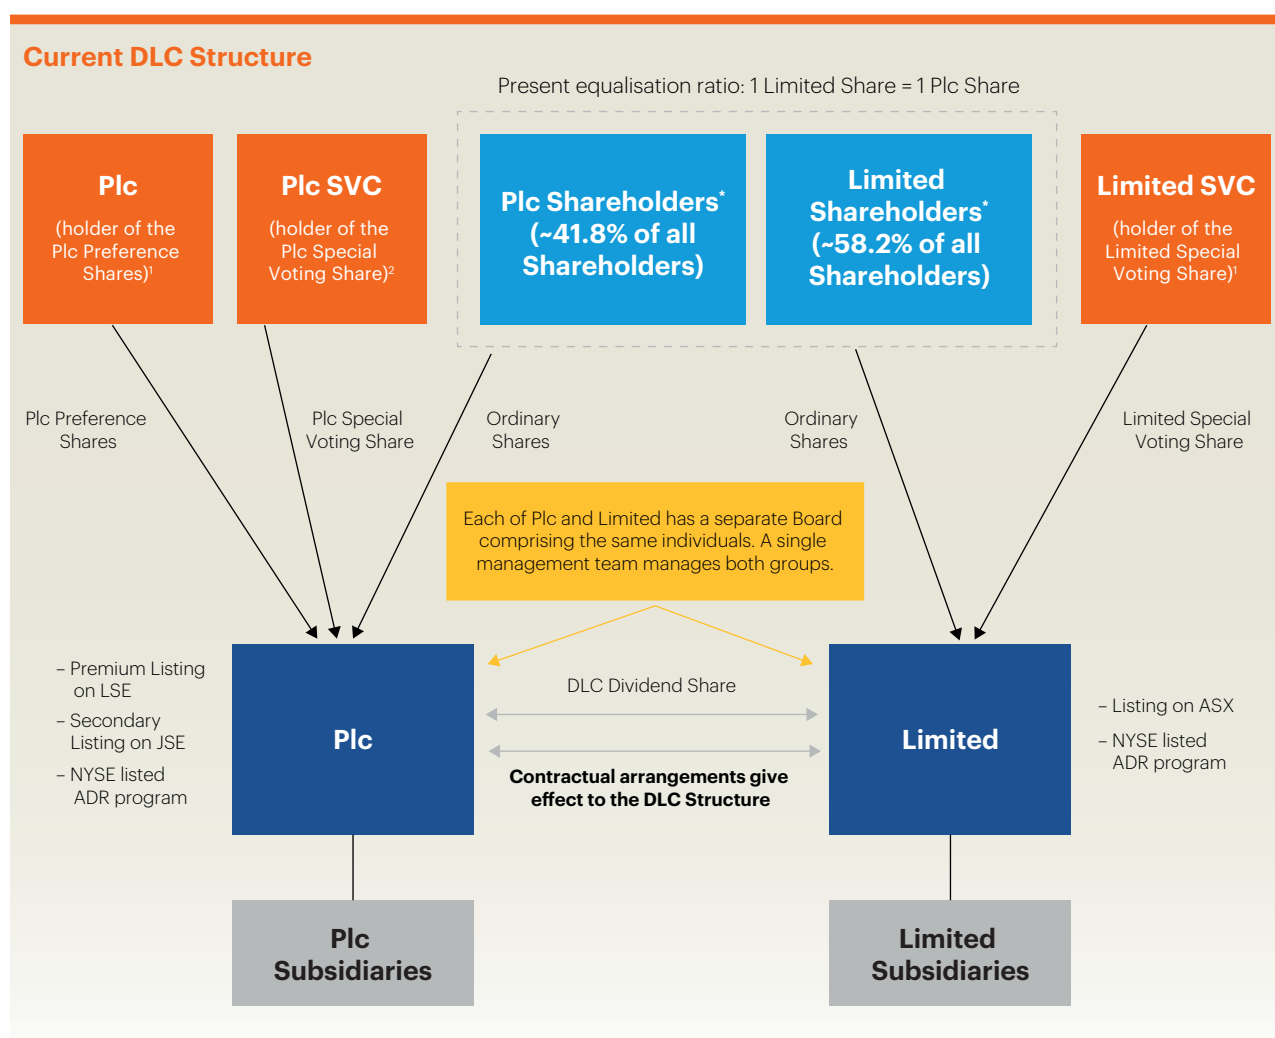 Current DLC Structure
Present equalisation ratio: 1 Limited Share = 1 Plc Share
Plc
(holder of the
Plc Preference
Shares)¹
Plc SVC
(holder of the
Plc Special
Voting Share)²
Plc Shareholders*
(~41.8% of all
Shareholders)
Limited
Shareholders*
(~58.2% of all
Shareholders)
Limited SVC
(holder of the
Limited Special
Voting Share)¹
Plc Preference
Shares
Plc Special
Voting Share
Ordinary
Shares
Ordinary
Shares
Limited Special
Voting Share
Each of Plc and Limited has a separate Board
comprising the same individuals. A single
management team manages both groups.
– Premium Listing
on LSE
– Secondary
Listing on JSE
– NYSE listed
ADR program
Plc
DLC Dividend Share
Contractual arrangements give
effect to the DLC Structure
Limited
– Listing on ASX
– NYSE listed
ADR program
Plc
Subsidiaries
Limited
Subsidiaries